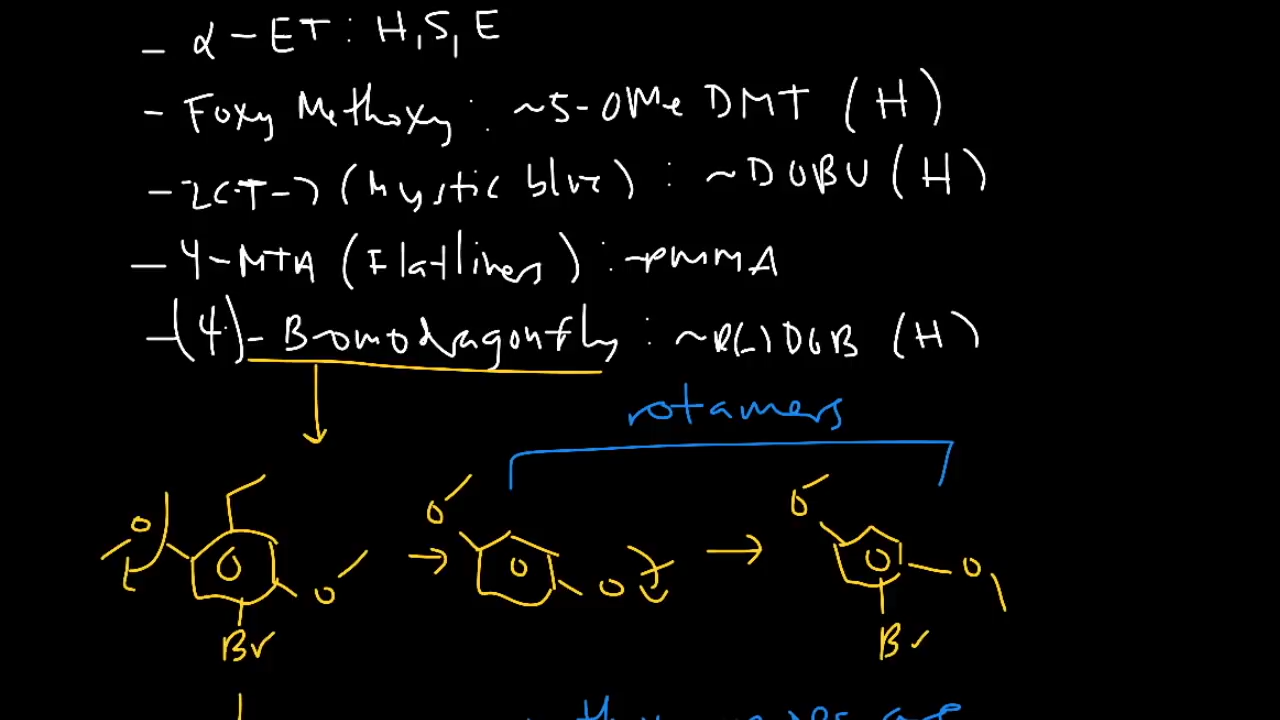 - α-ET: H, S, E
- Foxy Methoxy: ~5-OMe DMT (H)
- 2C-T-7 (Mystic blue): ~DOBU (H)
- 4-MTA (Flatliners): ~PMMA
- (4)- Bromodragonfly: ~R(-)DOB (H)
rotamers
O O Br
O O
O O Br